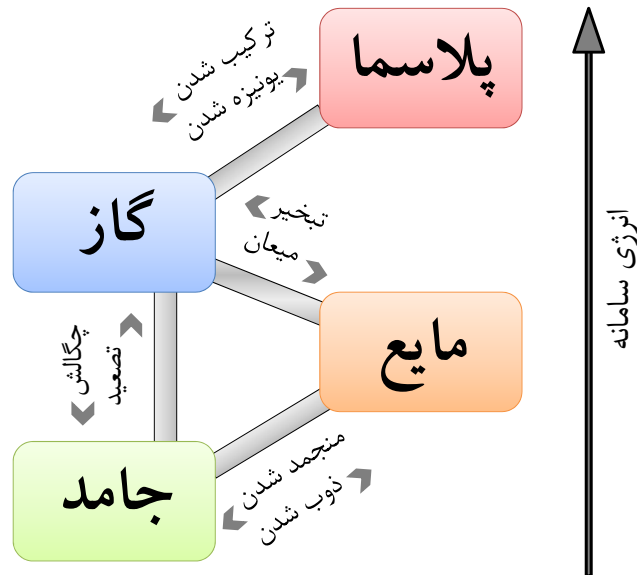 پلاسما
ترکیب شدن
یونیزه شدن
گاز
تبخیر
میعان
مایع
چگالش
تصعید
جامد
منجمد شدن
ذوب شدن
انرژی سامانه